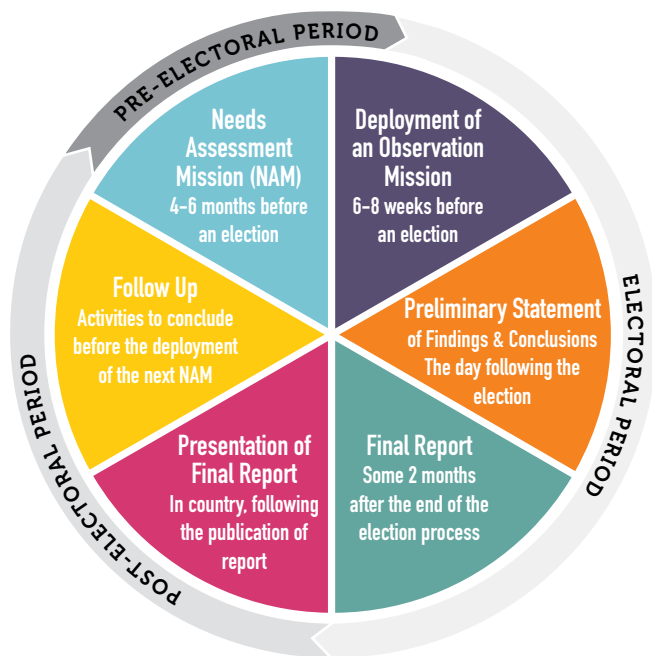 PRE-ELECTORAL PERIOD
Needs
Assessment
Mission (NAM)
4-6 months before
an election
Deployment of
an Observation
Mission
6-8 weeks before
an election
ELECTORAL PERIOD
Preliminary Statement
of Findings & Conclusions
The day following the
election
Final Report
Some 2 months
after the end of the
election process
Presentation of
Final Report
In country, following
the publication of
report
POST-ELECTORAL PERIOD
Follow Up
Activities to conclude
before the deployment
of the next NAM